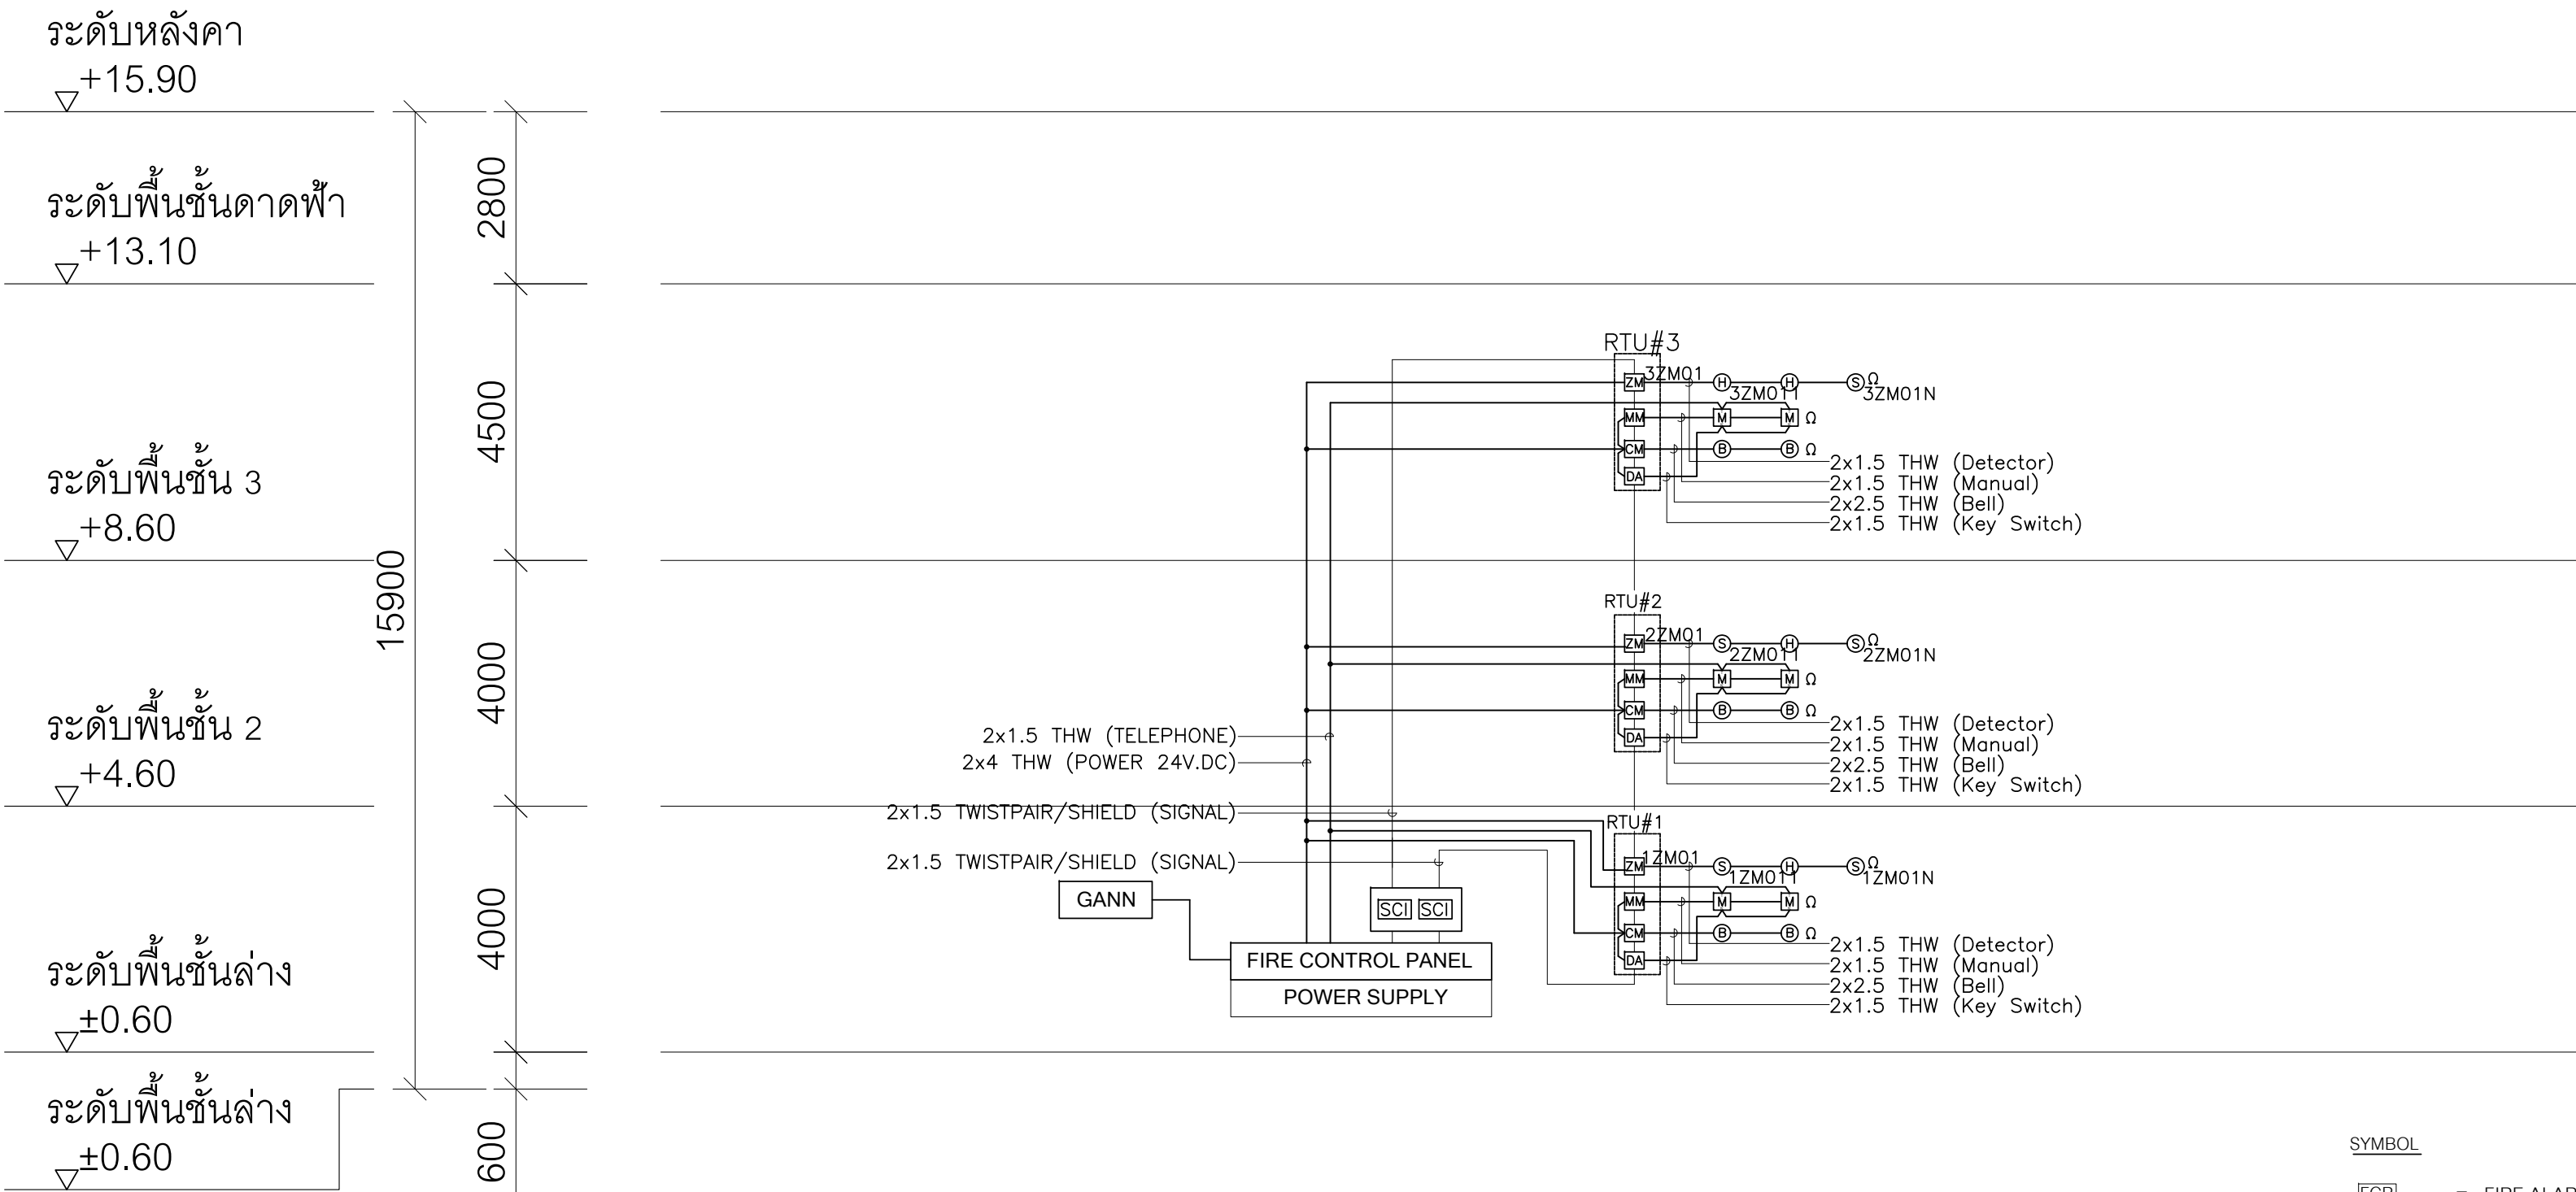 ระดับหลังคา
+15.90
ระดับพื้นชั้นดาดฟ้า
+13.10
ระดับพื้นชั้น 3
+8.60
ระดับพื้นชั้น 2
+4.60
ระดับพื้นชั้นล่าง
±0.60
ระดับพื้นชั้นล่าง
±0.60
15900
2800
4500
4000
4000
600
RTU#3
ZM 3ZM01 H H S Ω
3ZM011 3ZM01N
MM M M Ω
CM B B Ω
DA
2x1.5 THW (Detector)
2x1.5 THW (Manual)
2x2.5 THW (Bell)
2x1.5 THW (Key Switch)
RTU#2
ZM 2ZM01 S H S Ω
2ZM011 2ZM01N
MM M M Ω
CM B B Ω
DA
2x1.5 THW (Detector)
2x1.5 THW (Manual)
2x2.5 THW (Bell)
2x1.5 THW (Key Switch)
2x1.5 THW (TELEPHONE)
2x4 THW (POWER 24V.DC)
2x1.5 TWISTPAIR/SHIELD (SIGNAL)
2x1.5 TWISTPAIR/SHIELD (SIGNAL)
RTU#1
ZM 1ZM01 S H S Ω
1ZM011 1ZM01N
MM M M Ω
CM B B Ω
DA
2x1.5 THW (Detector)
2x1.5 THW (Manual)
2x2.5 THW (Bell)
2x1.5 THW (Key Switch)
GANN
SCI SCI
FIRE CONTROL PANEL
POWER SUPPLY
SYMBOL
= FIRE